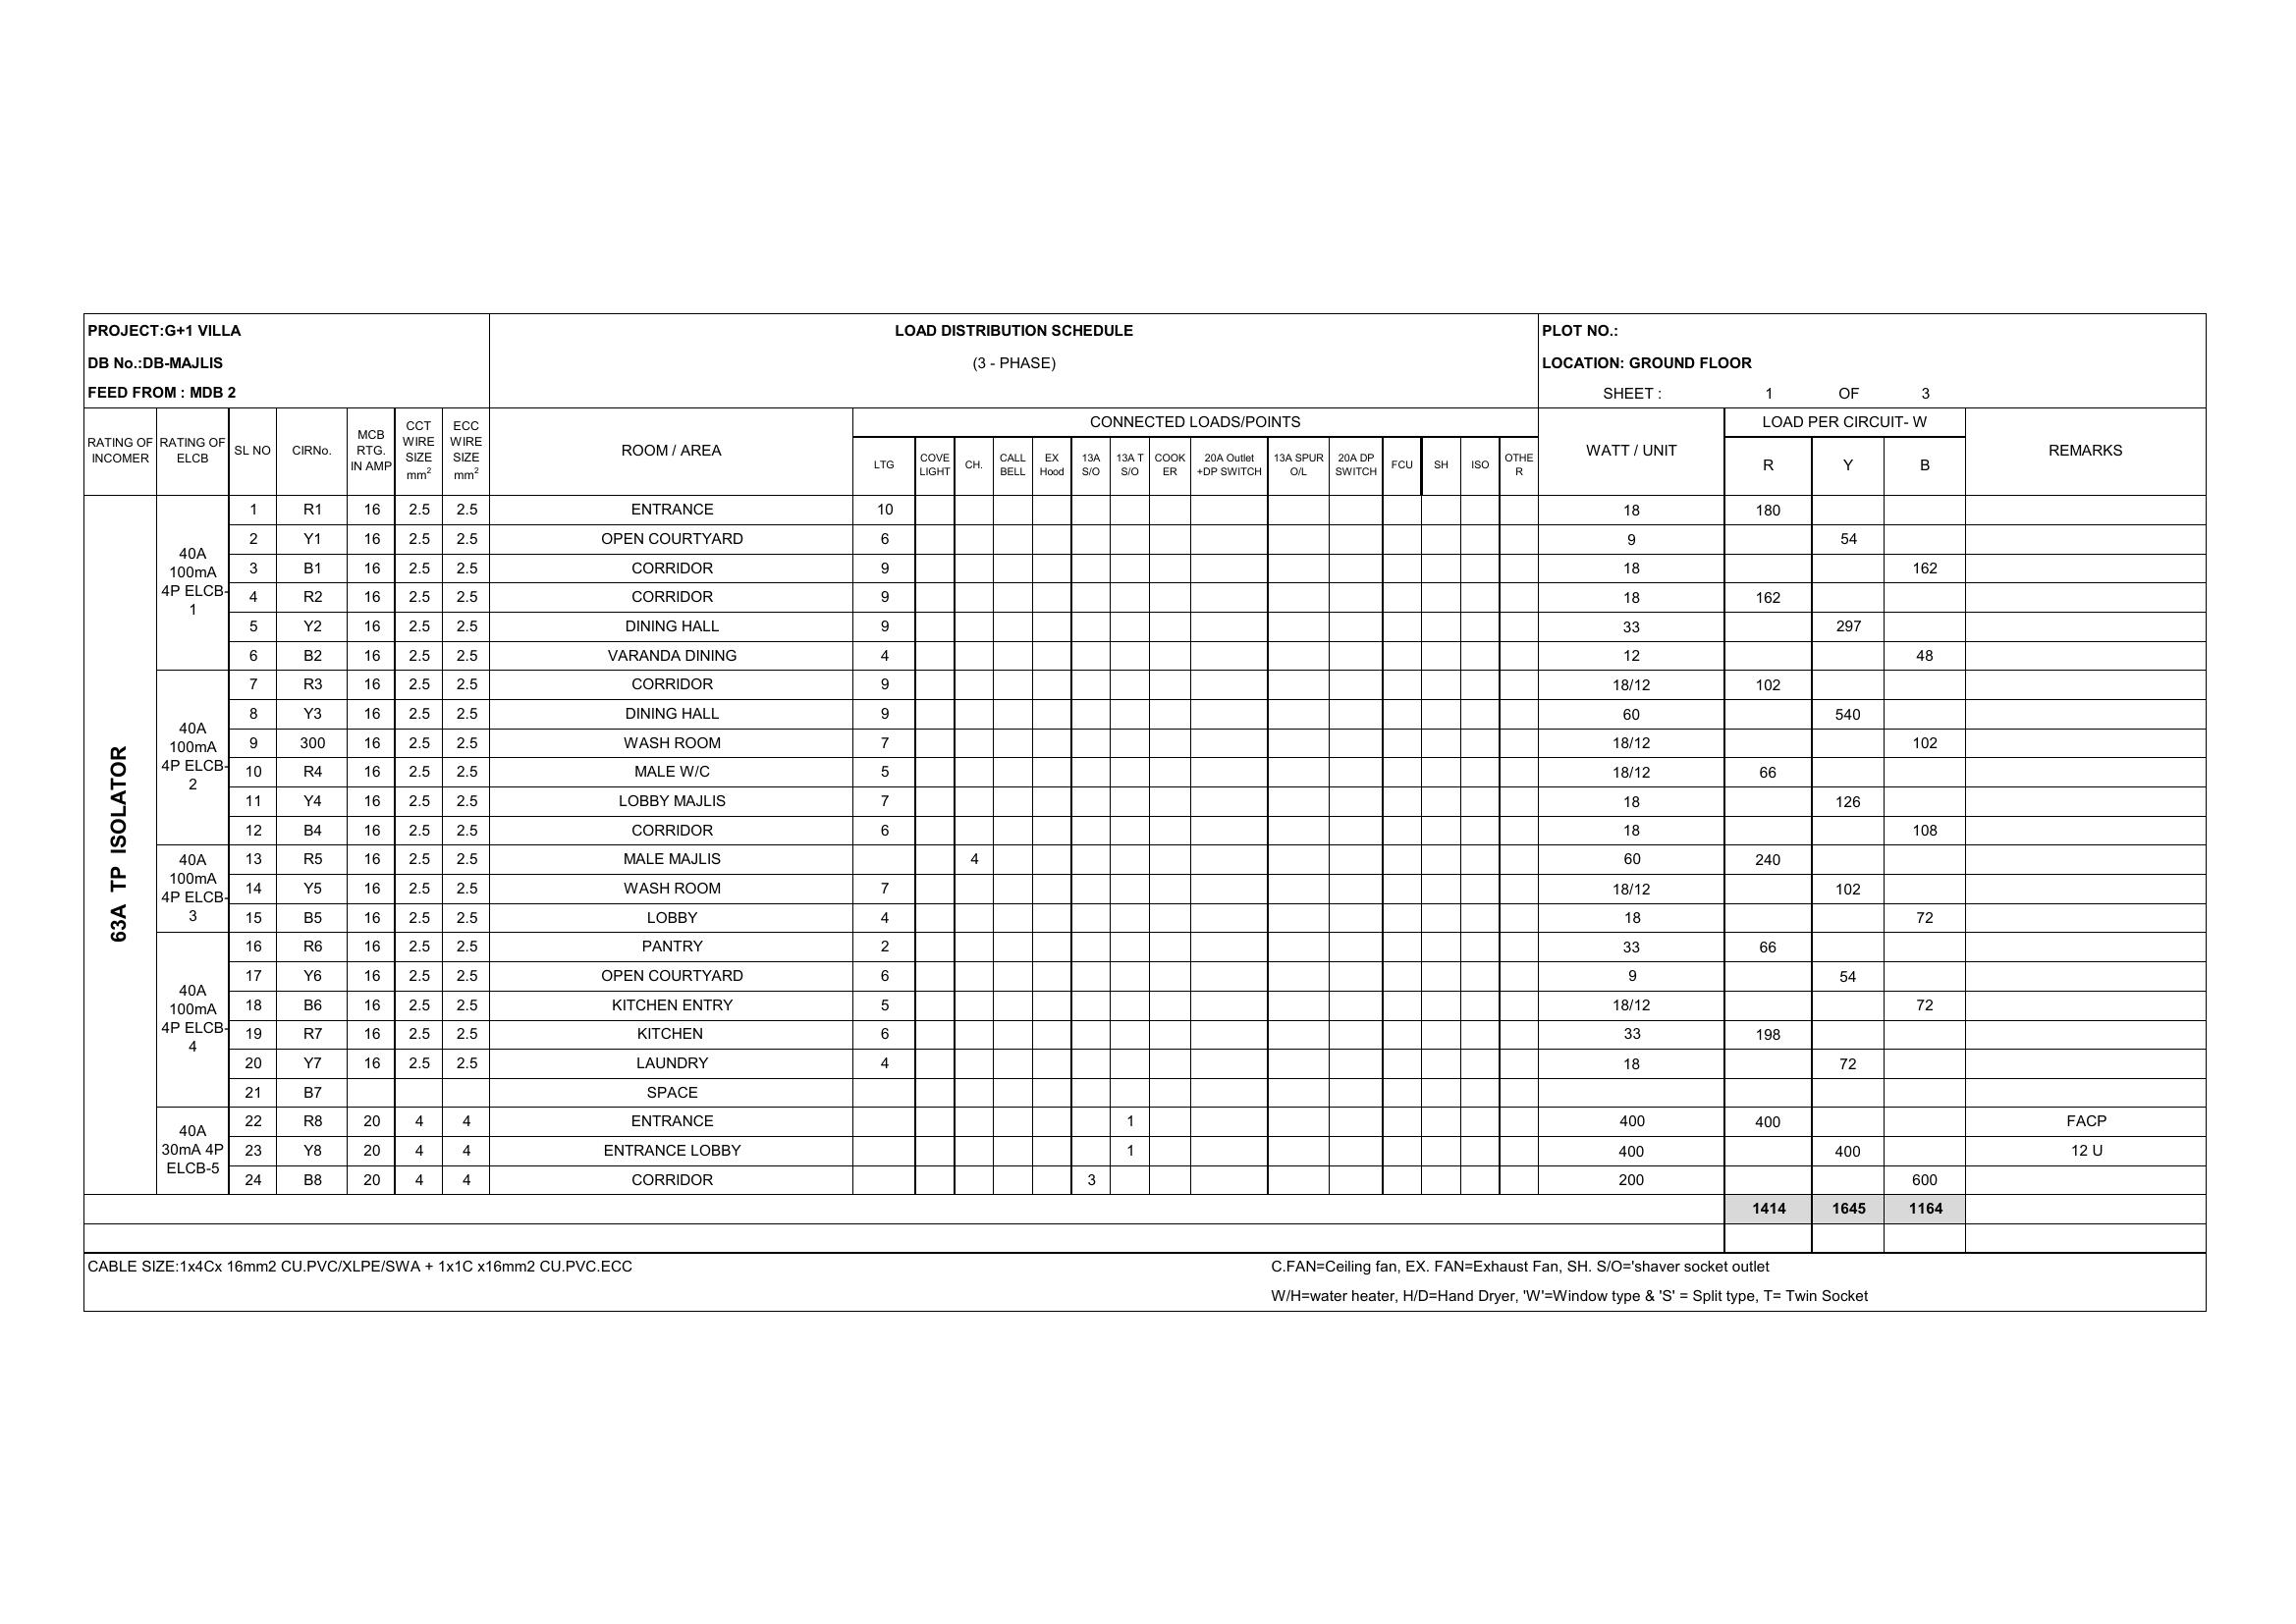 PROJECT:G+1 VILLA
DB No.:DB-MAJLIS
FEED FROM : MDB 2
LOAD DISTRIBUTION SCHEDULE
(3 - PHASE)
PLOT NO.:
LOCATION: GROUND FLOOR
SHEET : 1 OF 3
RATING OF INCOMER
RATING OF ELCB
SL NO
CIRNo.
MCB RTG. IN AMP
CCT WIRE SIZE mm²
ECC WIRE SIZE mm²
ROOM / AREA
CONNECTED LOADS/POINTS
LTG
COVE LIGHT
CH.
CALL BELL
EX Hood
13A S/O
13A T S/O
COOK ER
20A Outlet +DP SWITCH
13A SPUR O/L
20A DP SWITCH
FCU
SH
ISO
OTHE R
WATT / UNIT
LOAD PER CIRCUIT- W
R Y B
REMARKS
63A TP ISOLATOR
40A 100mA 4P ELCB-1
1 R1 16 2.5 2.5 ENTRANCE 10 18 180
2 Y1 16 2.5 2.5 OPEN COURTYARD 6 9 54
3 B1 16 2.5 2.5 CORRIDOR 9 18 162
4 R2 16 2.5 2.5 CORRIDOR 9 18 162
5 Y2 16 2.5 2.5 DINING HALL 9 33 297
6 B2 16 2.5 2.5 VARANDA DINING 4 12 48
40A 100mA 4P ELCB-2
7 R3 16 2.5 2.5 CORRIDOR 9 18/12 102
8 Y3 16 2.5 2.5 DINING HALL 9 60 540
9 300 16 2.5 2.5 WASH ROOM 7 18/12 102
10 R4 16 2.5 2.5 MALE W/C 5 18/12 66
11 Y4 16 2.5 2.5 LOBBY MAJLIS 7 18 126
12 B4 16 2.5 2.5 CORRIDOR 6 18 108
40A 100mA 4P ELCB-3
13 R5 16 2.5 2.5 MALE MAJLIS 4 60 240
14 Y5 16 2.5 2.5 WASH ROOM 7 18/12 102
15 B5 16 2.5 2.5 LOBBY 4 18 72
40A 100mA 4P ELCB-4
16 R6 16 2.5 2.5 PANTRY 2 33 66
17 Y6 16 2.5 2.5 OPEN COURTYARD 6 9 54
18 B6 16 2.5 2.5 KITCHEN ENTRY 5 18/12 72
19 R7 16 2.5 2.5 KITCHEN 6 33 198
20 Y7 16 2.5 2.5 LAUNDRY 4 18 72
21 B7 SPACE
40A 30mA 4P ELCB-5
22 R8 20 4 4 ENTRANCE 1 400 400 FACP
23 Y8 20 4 4 ENTRANCE LOBBY 1 400 400 12 U
24 B8 20 4 4 CORRIDOR 3 200 600
1414 1645 1164
CABLE SIZE:1x4Cx 16mm2 CU.PVC/XLPE/SWA + 1x1C x16mm2 CU.PVC.ECC
C.FAN=Ceiling fan, EX. FAN=Exhaust Fan, SH. S/O='shaver socket outlet
W/H=water heater, H/D=Hand Dryer, 'W'=Window type & 'S' = Split type, T= Twin Socket